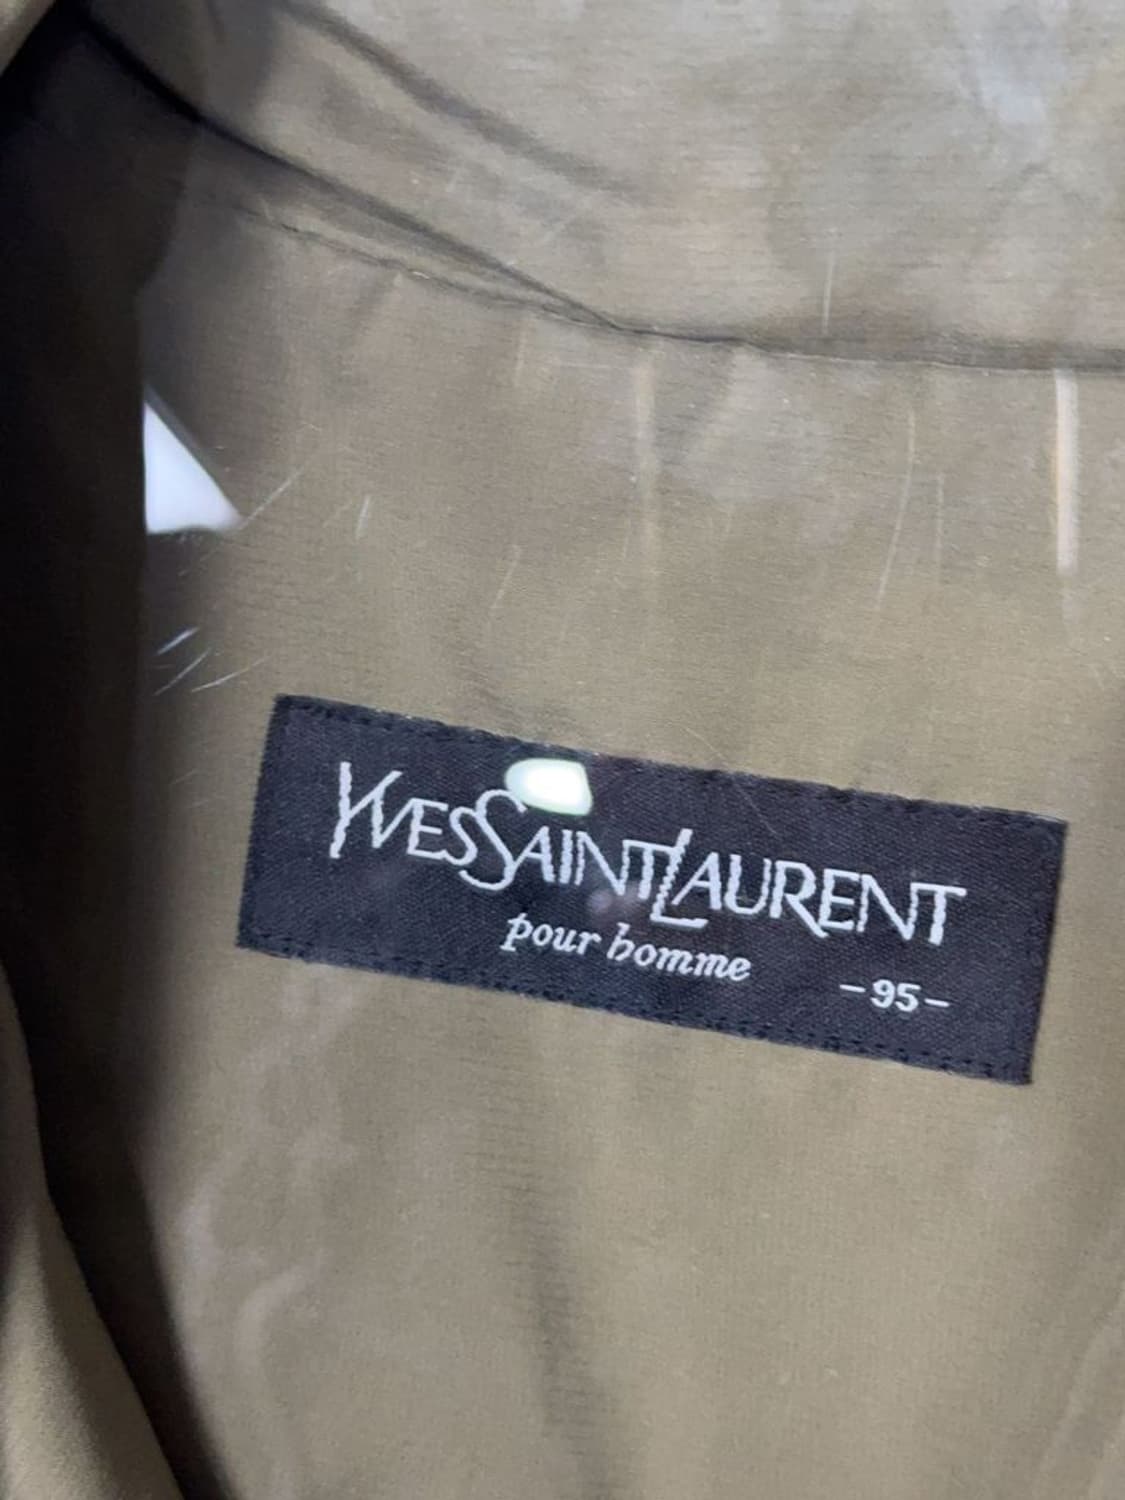 YVESSAINTLAURENT
pour homme
-95-